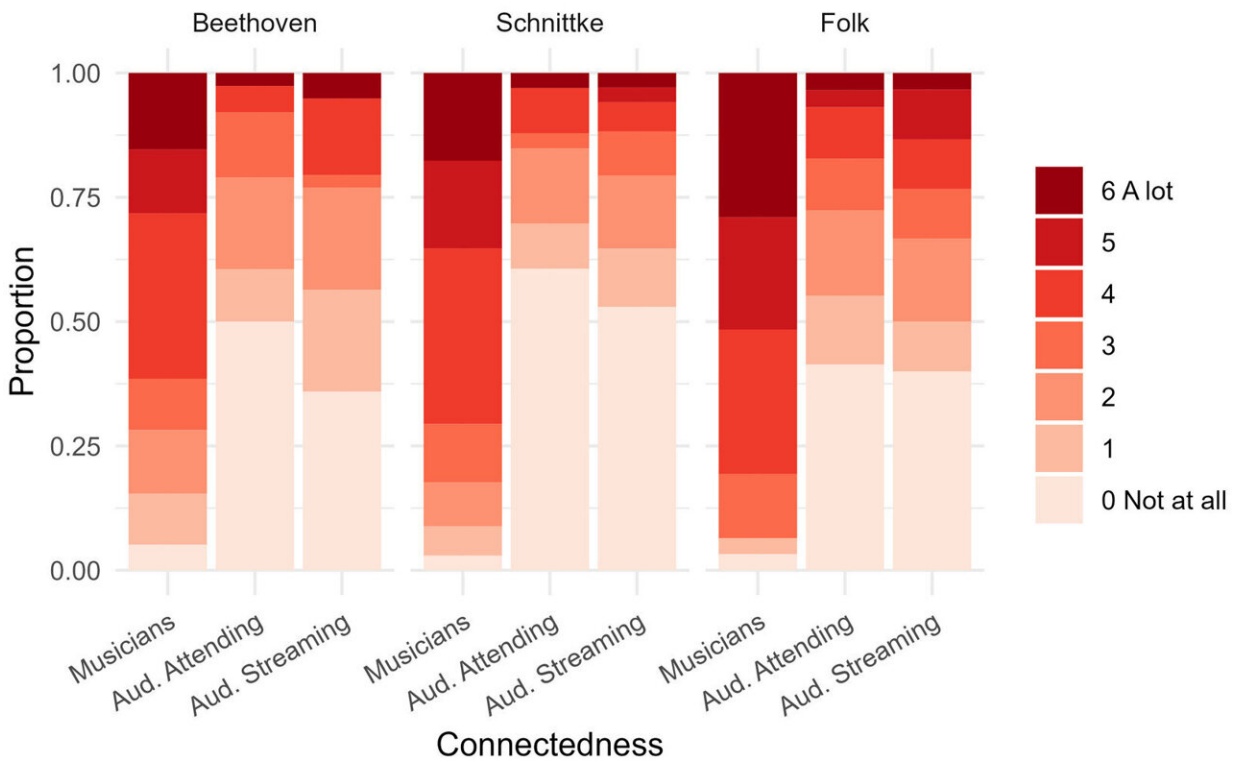 Beethoven
Schnittke
Folk
Proportion
1.00
0.75
0.50
0.25
0.00
Musicians
Aud. Attending
Aud. Streaming
Musicians
Aud. Attending
Aud. Streaming
Musicians
Aud. Attending
Aud. Streaming
Connectedness
6 A lot
5
4
3
2
1
0 Not at all